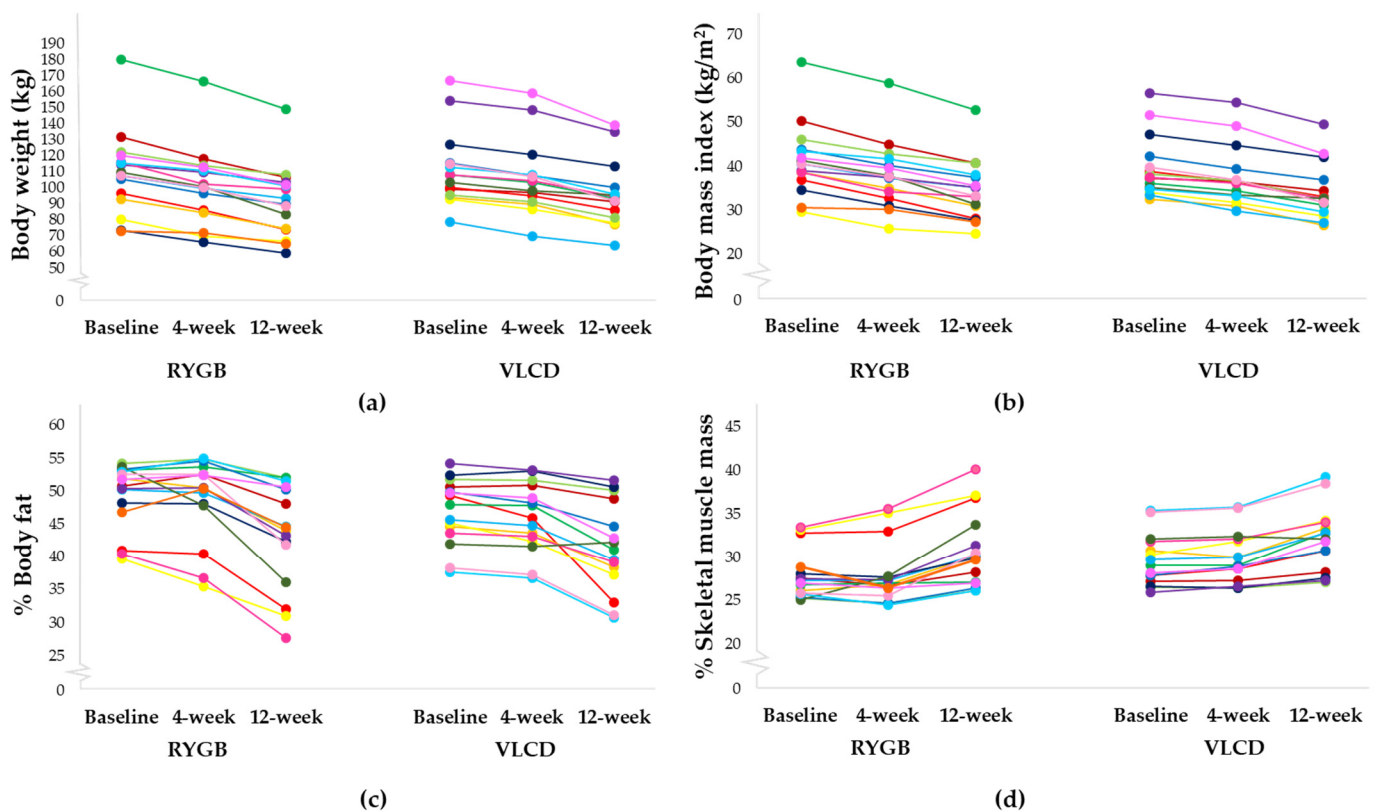 Body weight (kg)
190
180
170
160
150
140
130
120
110
100
90
80
70
60
50
0
Baseline 4-week 12-week Baseline 4-week 12-week
RYGB VLCD
(a)
Body mass index (kg/m²)
70
60
50
40
30
20
0
Baseline 4-week 12-week Baseline 4-week 12-week
RYGB VLCD
(b)
% Body fat
60
55
50
45
40
35
30
25
0
Baseline 4-week 12-week Baseline 4-week 12-week
RYGB VLCD
(c)
% Skeletal muscle mass
45
40
35
30
25
20
0
Baseline 4-week 12-week Baseline 4-week 12-week
RYGB VLCD
(d)